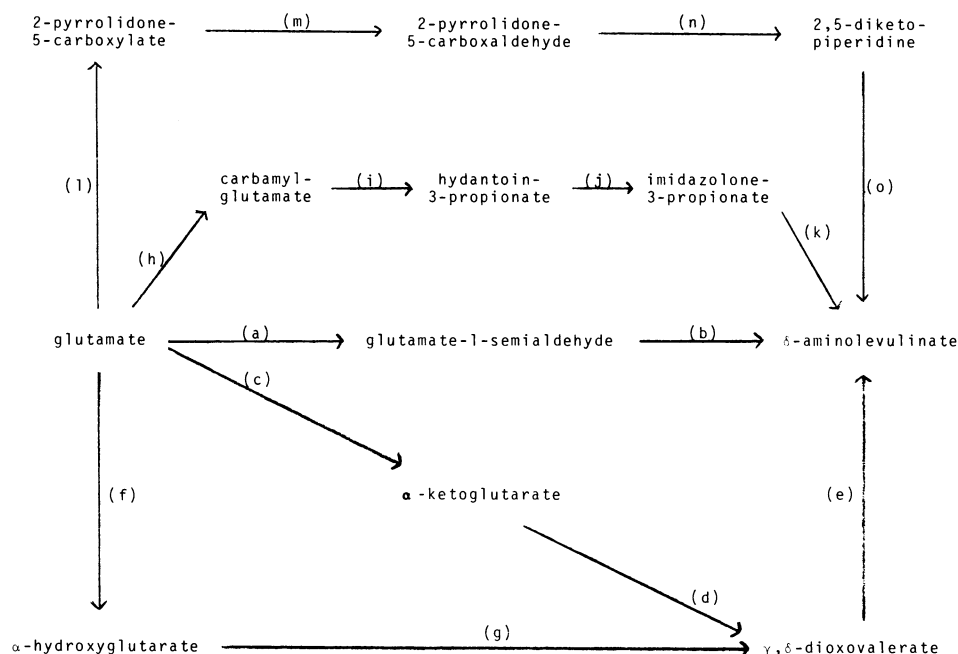 2-pyrrolidone-
5-carboxylate
(m)
2-pyrrolidone-
5-carboxaldehyde
(n)
2,5-diketo-
piperidine
(l)
(h)
carbamyl-
glutamate
(i)
hydantoin-
3-propionate
(j)
imidazolone-
3-propionate
(k)
(o)
glutamate
(a)
glutamate-l-semialdehyde
(b)
δ-aminolevulinate
(c)
(f)
α-ketoglutarate
(e)
(d)
α-hydroxyglutarate
(g)
γ,δ-dioxovalerate